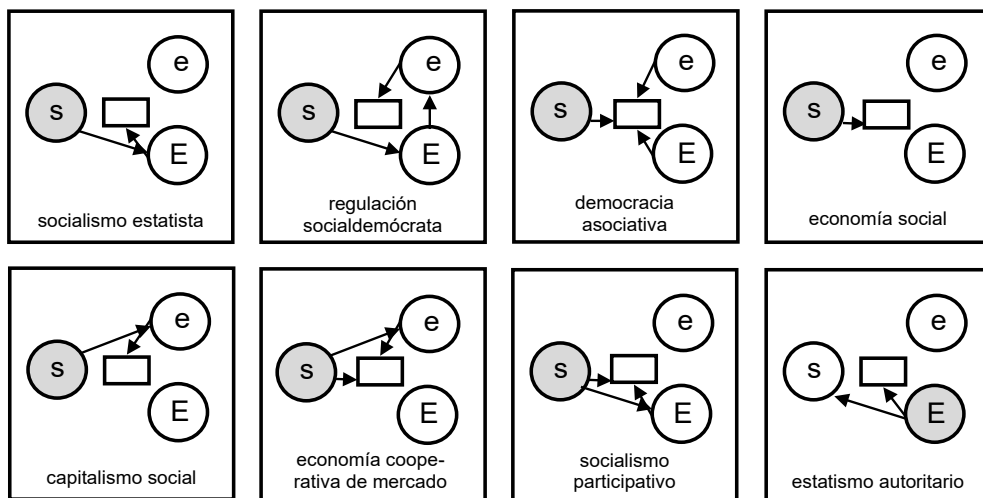 e
s
E
socialismo estatista
e
s
E
regulación
socialdemócrata
e
s
E
democracia
asociativa
e
s
E
economía social
e
s
E
capitalismo social
e
s
E
economía coope-
rativa de mercado
e
s
E
socialismo
participativo
e
s
E
estatismo autoritario